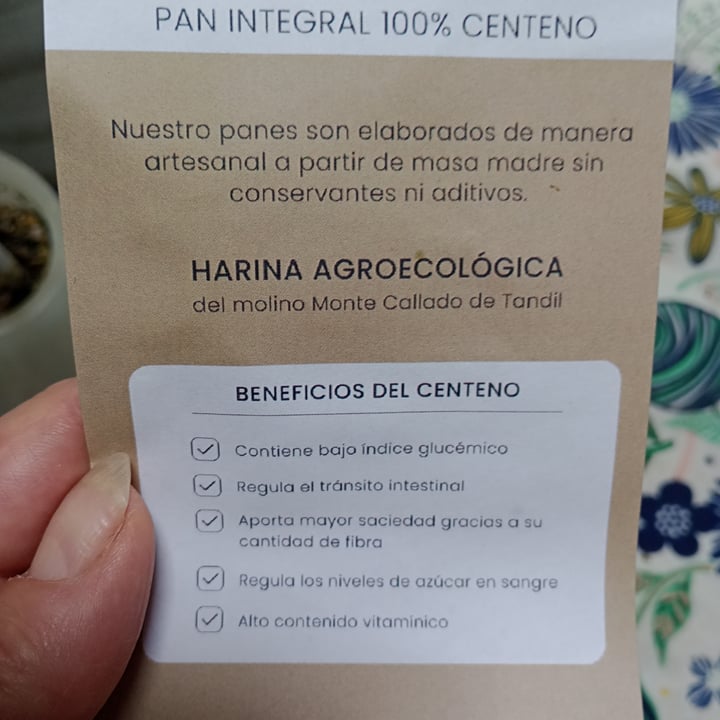 PAN INTEGRAL 100% CENTENO
Nuestro panes son elaborados de manera
artesanal a partir de masa madre sin
conservantes ni aditivos.
HARINA AGROECOLÓGICA
del molino Monte Callado de Tandil
BENEFICIOS DEL CENTENO
Contiene bajo índice glucémico
Regula el tránsito intestinal
Aporta mayor saciedad gracias a su
cantidad de fibra
Regula los niveles de azúcar en sangre
Alto contenido vitamínico